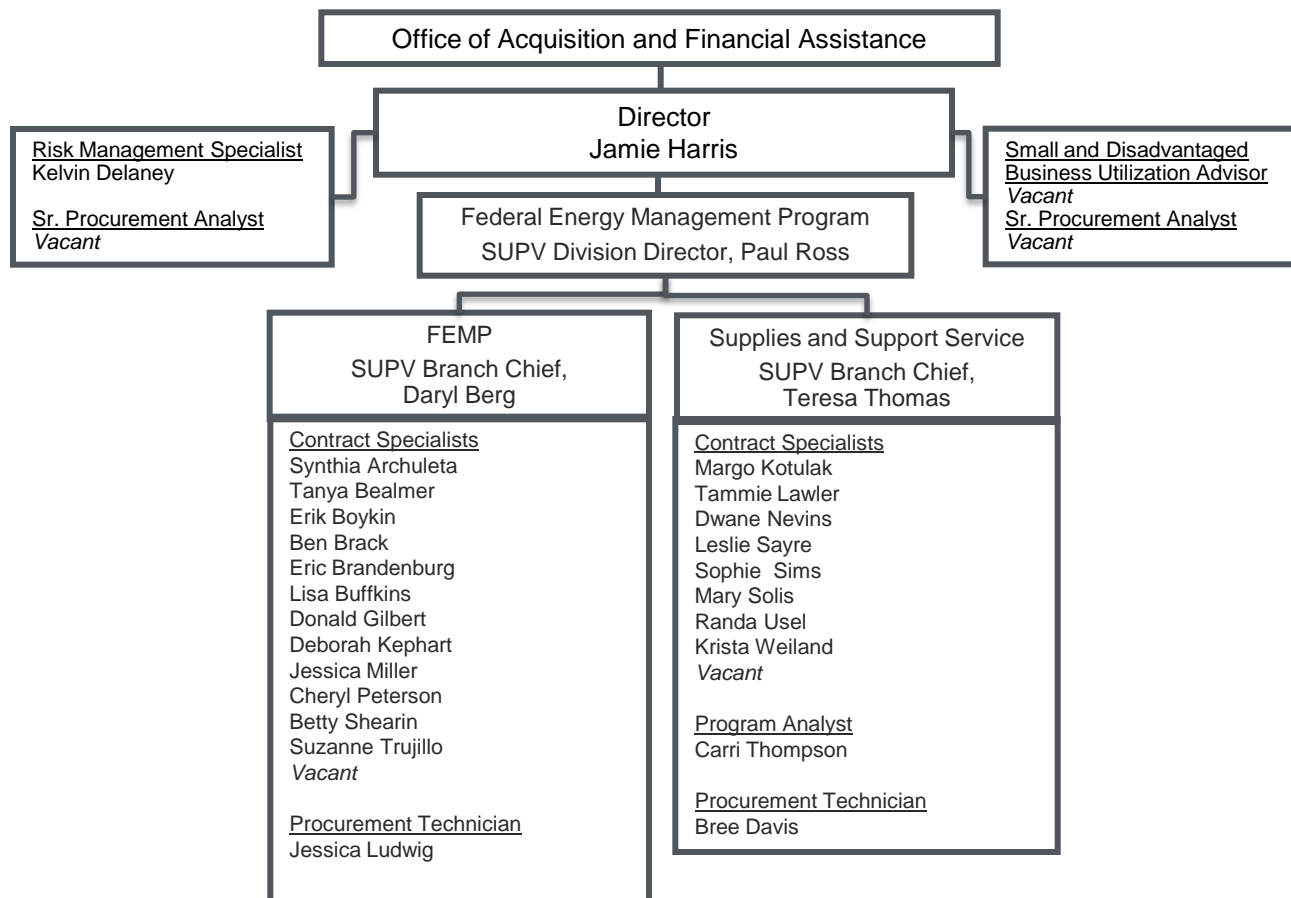 Office of Acquisition and Financial Assistance
Director
Jamie Harris
Risk Management Specialist
Kelvin Delaney
Sr. Procurement Analyst
Vacant
Small and Disadvantaged
Business Utilization Advisor
Vacant
Sr. Procurement Analyst
Vacant
Federal Energy Management Program
SUPV Division Director, Paul Ross
FEMP
SUPV Branch Chief,
Daryl Berg
Contract Specialists
Synthia Archuleta
Tanya Bealmer
Erik Boykin
Ben Brack
Eric Brandenburg
Lisa Buffkins
Donald Gilbert
Deborah Kephart
Jessica Miller
Cheryl Peterson
Betty Shearin
Suzanne Trujillo
Vacant
Procurement Technician
Jessica Ludwig
Supplies and Support Service
SUPV Branch Chief,
Teresa Thomas
Contract Specialists
Margo Kotulak
Tammie Lawler
Dwane Nevins
Leslie Sayre
Sophie  Sims
Mary Solis
Randa Usel
Krista Weiland
Vacant
Program Analyst
Carri Thompson
Procurement Technician
Bree Davis